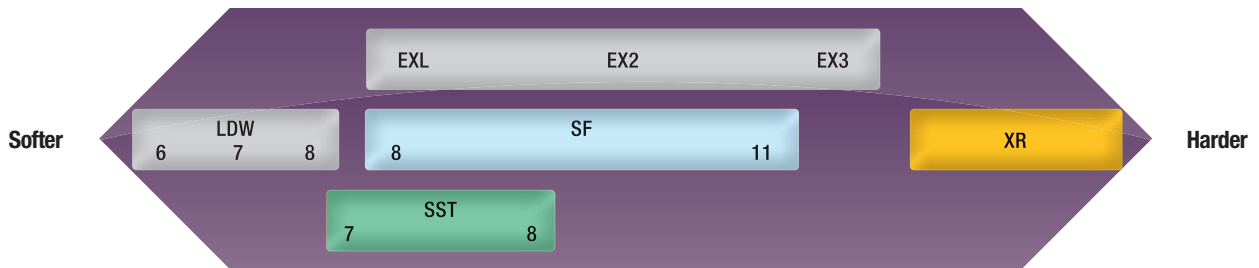 EXL EX2 EX3
Softer
LDW
6 7 8
SF
8 11
XR
Harder
SST
7 8